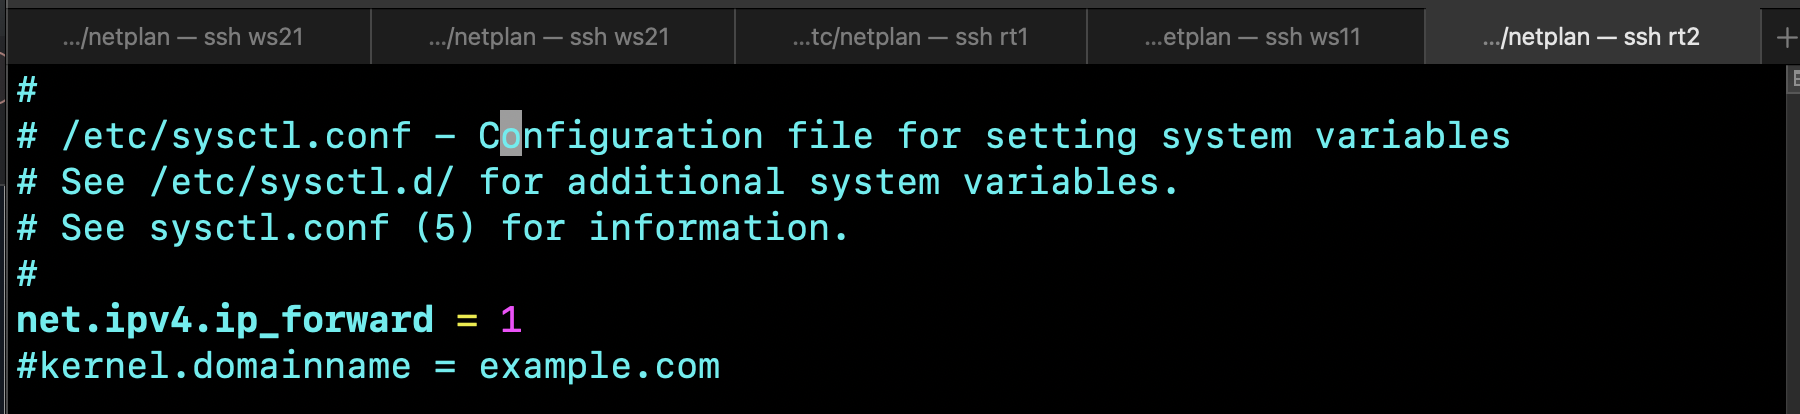 .../netplan — ssh ws21
.../netplan — ssh ws21
...tc/netplan — ssh rt1
...etplan — ssh ws11
.../netplan — ssh rt2
+
#
# /etc/sysctl.conf – Configuration file for setting system variables
# See /etc/sysctl.d/ for additional system variables.
# See sysctl.conf (5) for information.
#
net.ipv4.ip_forward = 1
#kernel.domainname = example.com